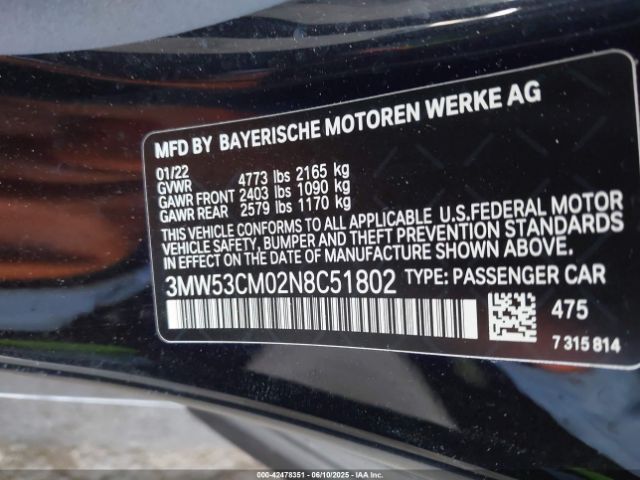 MFD BY BAYERISCHE MOTOREN WERKE AG
01/22
GVWR 4773 lbs 2165 kg
GAWR FRONT 2403 lbs 1090 kg
GAWR REAR 2579 lbs 1170 kg
THIS VEHICLE CONFORMS TO ALL APPLICABLE U.S.FEDERAL MOTOR
VEHICLE SAFETY, BUMPER AND THEFT PREVENTION STANDARDS
IN EFFECT ON THE DATE OF MANUFACTURE SHOWN ABOVE.
3MW53CM02N8C51802 TYPE: PASSENGER CAR
475
7 315 814
000-42478351 - 06/10/2025 - IAAI.COM